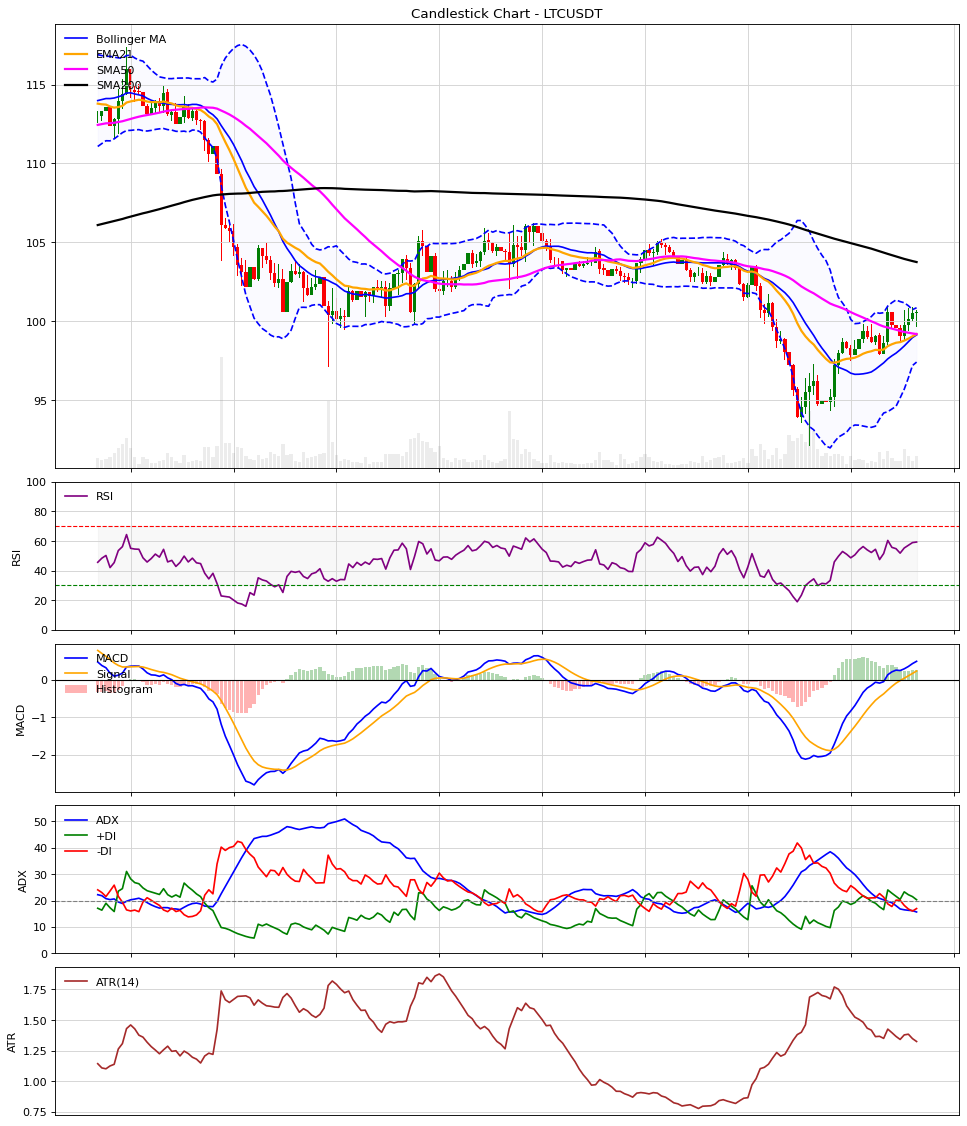 Candlestick Chart - LTCUSDT
Bollinger MA
EMA21
SMA50
SMA200
115
110
105
100
95
RSI
RSI
100
80
60
40
20
0
MACD
Signal
Histogram
MACD
0
−1
−2
ADX
+DI
-DI
ADX
50
40
30
20
10
0
ATR(14)
ATR
1.75
1.50
1.25
1.00
0.75